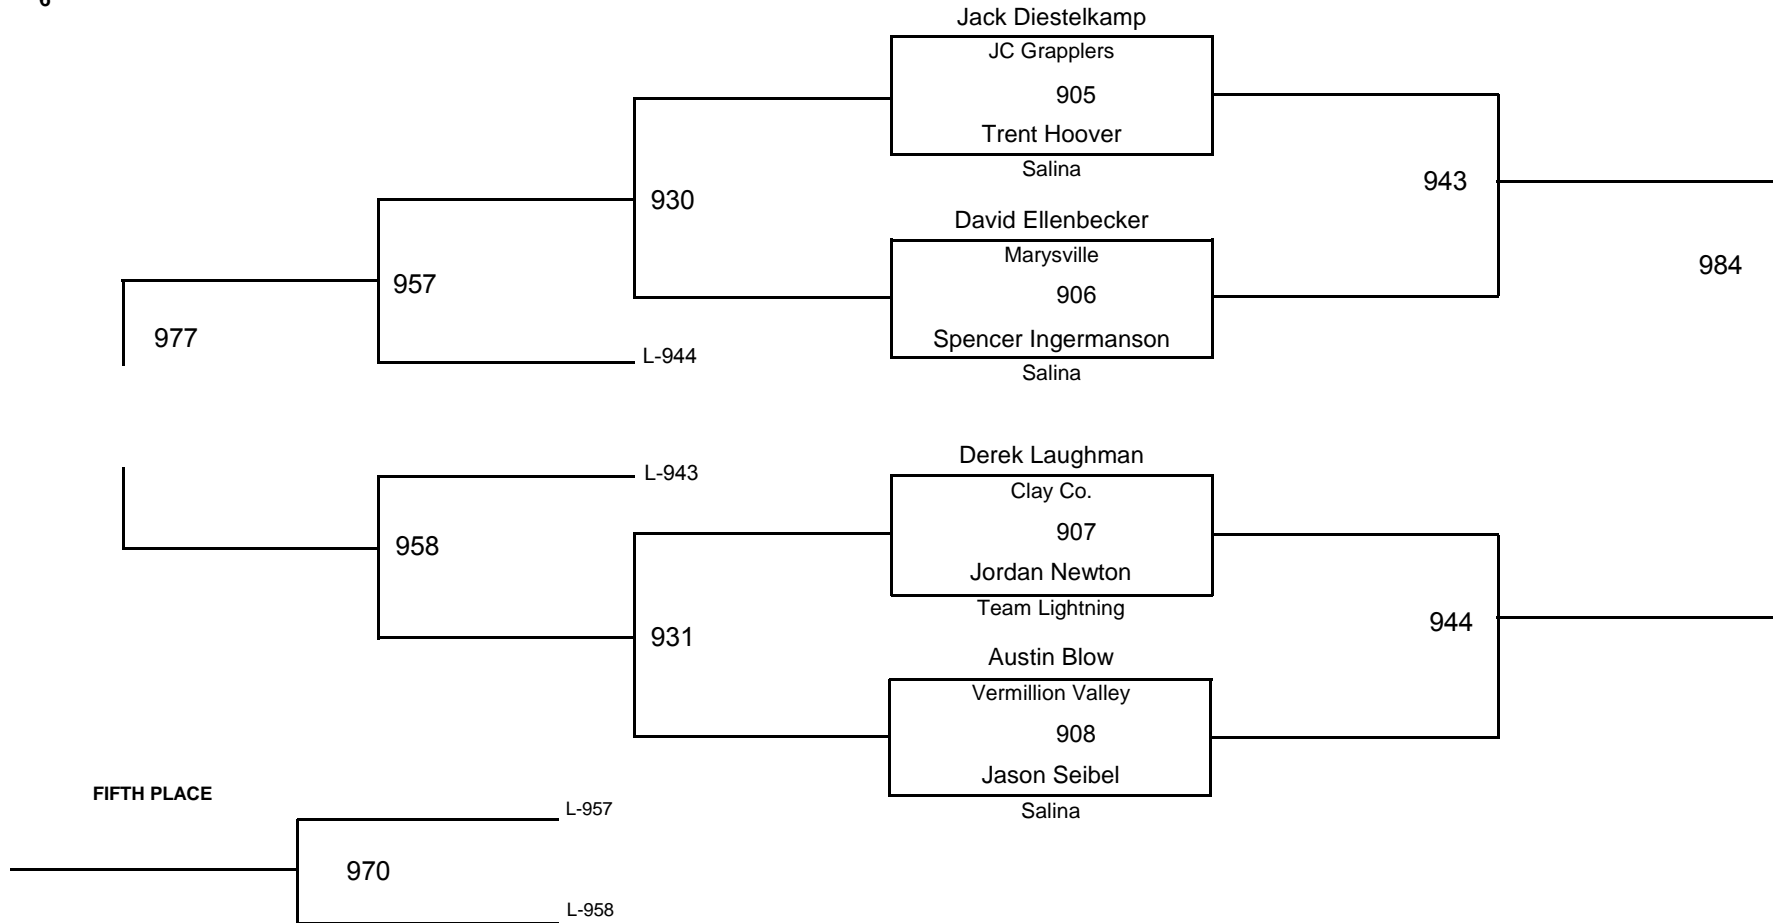 6
Jack Diestelkamp
JC Grapplers
905
Trent Hoover
Salina
930
943
David Ellenbecker
Marysville
957
906
984
977
Spencer Ingermanson
L-944
Salina
Derek Laughman
L-943
Clay Co.
907
958
Jordan Newton
Team Lightning
931
944
Austin Blow
Vermillion Valley
908
Jason Seibel
FIFTH PLACE
L-957
Salina
970
L-958